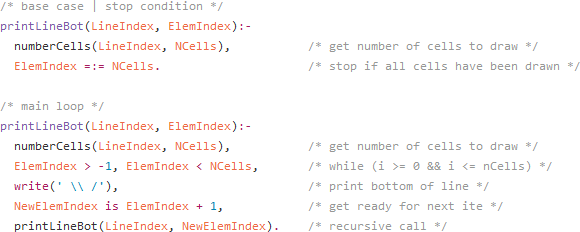 /* base case | stop condition */
printLineBot(LineIndex, ElemIndex):-
numberCells(LineIndex, NCells), /* get number of cells to draw */
ElemIndex =:= NCells. /* stop if all cells have been drawn */
/* main loop */
printLineBot(LineIndex, ElemIndex):-
numberCells(LineIndex, NCells), /* get number of cells to draw */
ElemIndex > -1, ElemIndex < NCells, /* while (i >= 0 && i <= nCells) */
write(' \\ /'), /* print bottom of line */
NewElemIndex is ElemIndex + 1, /* get ready for next ite */
printLineBot(LineIndex, NewElemIndex). /* recursive call */